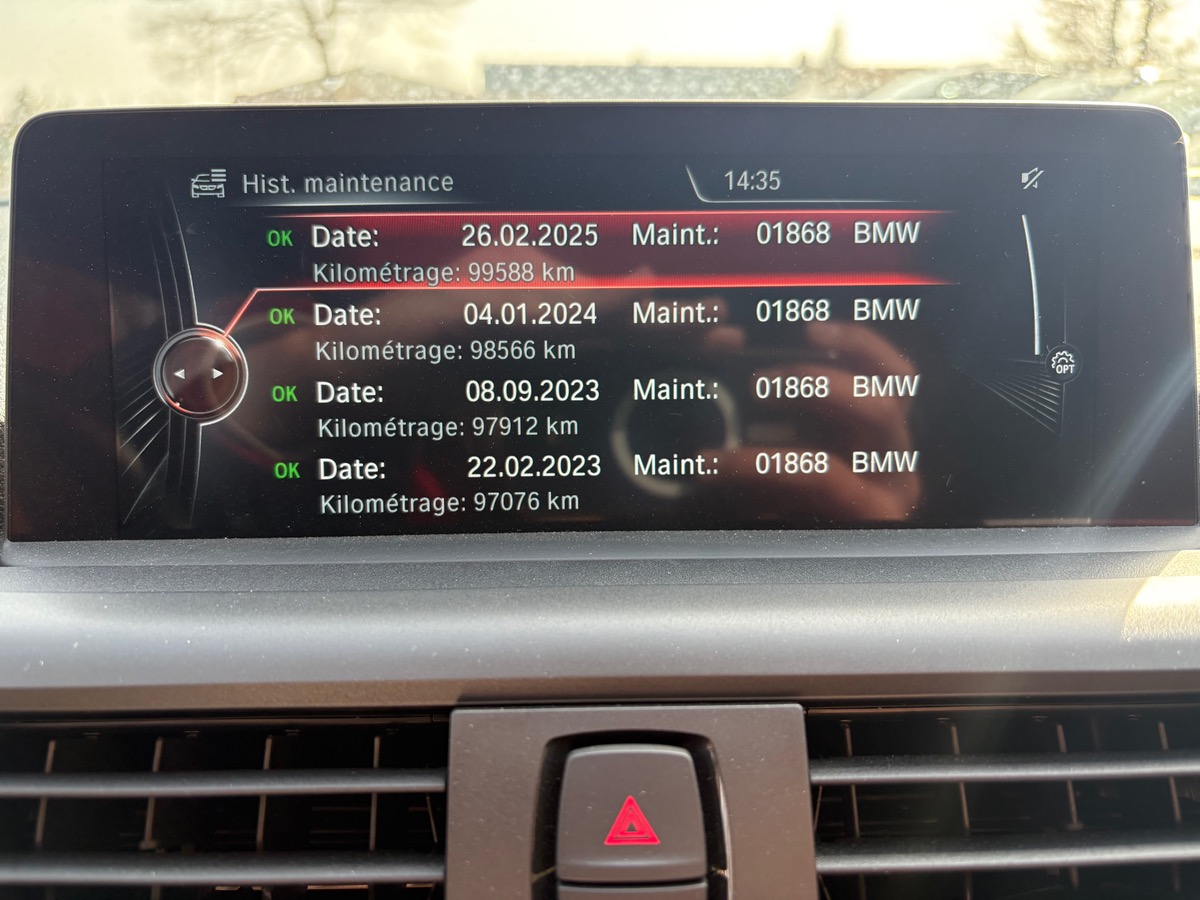 Hist. maintenance 14:35
OK Date: 26.02.2025 Maint.: 01868 BMW
Kilométrage: 99588 km
OK Date: 04.01.2024 Maint.: 01868 BMW
Kilométrage: 98566 km
OK Date: 08.09.2023 Maint.: 01868 BMW
Kilométrage: 97912 km
OK Date: 22.02.2023 Maint.: 01868 BMW
Kilométrage: 97076 km
OPT